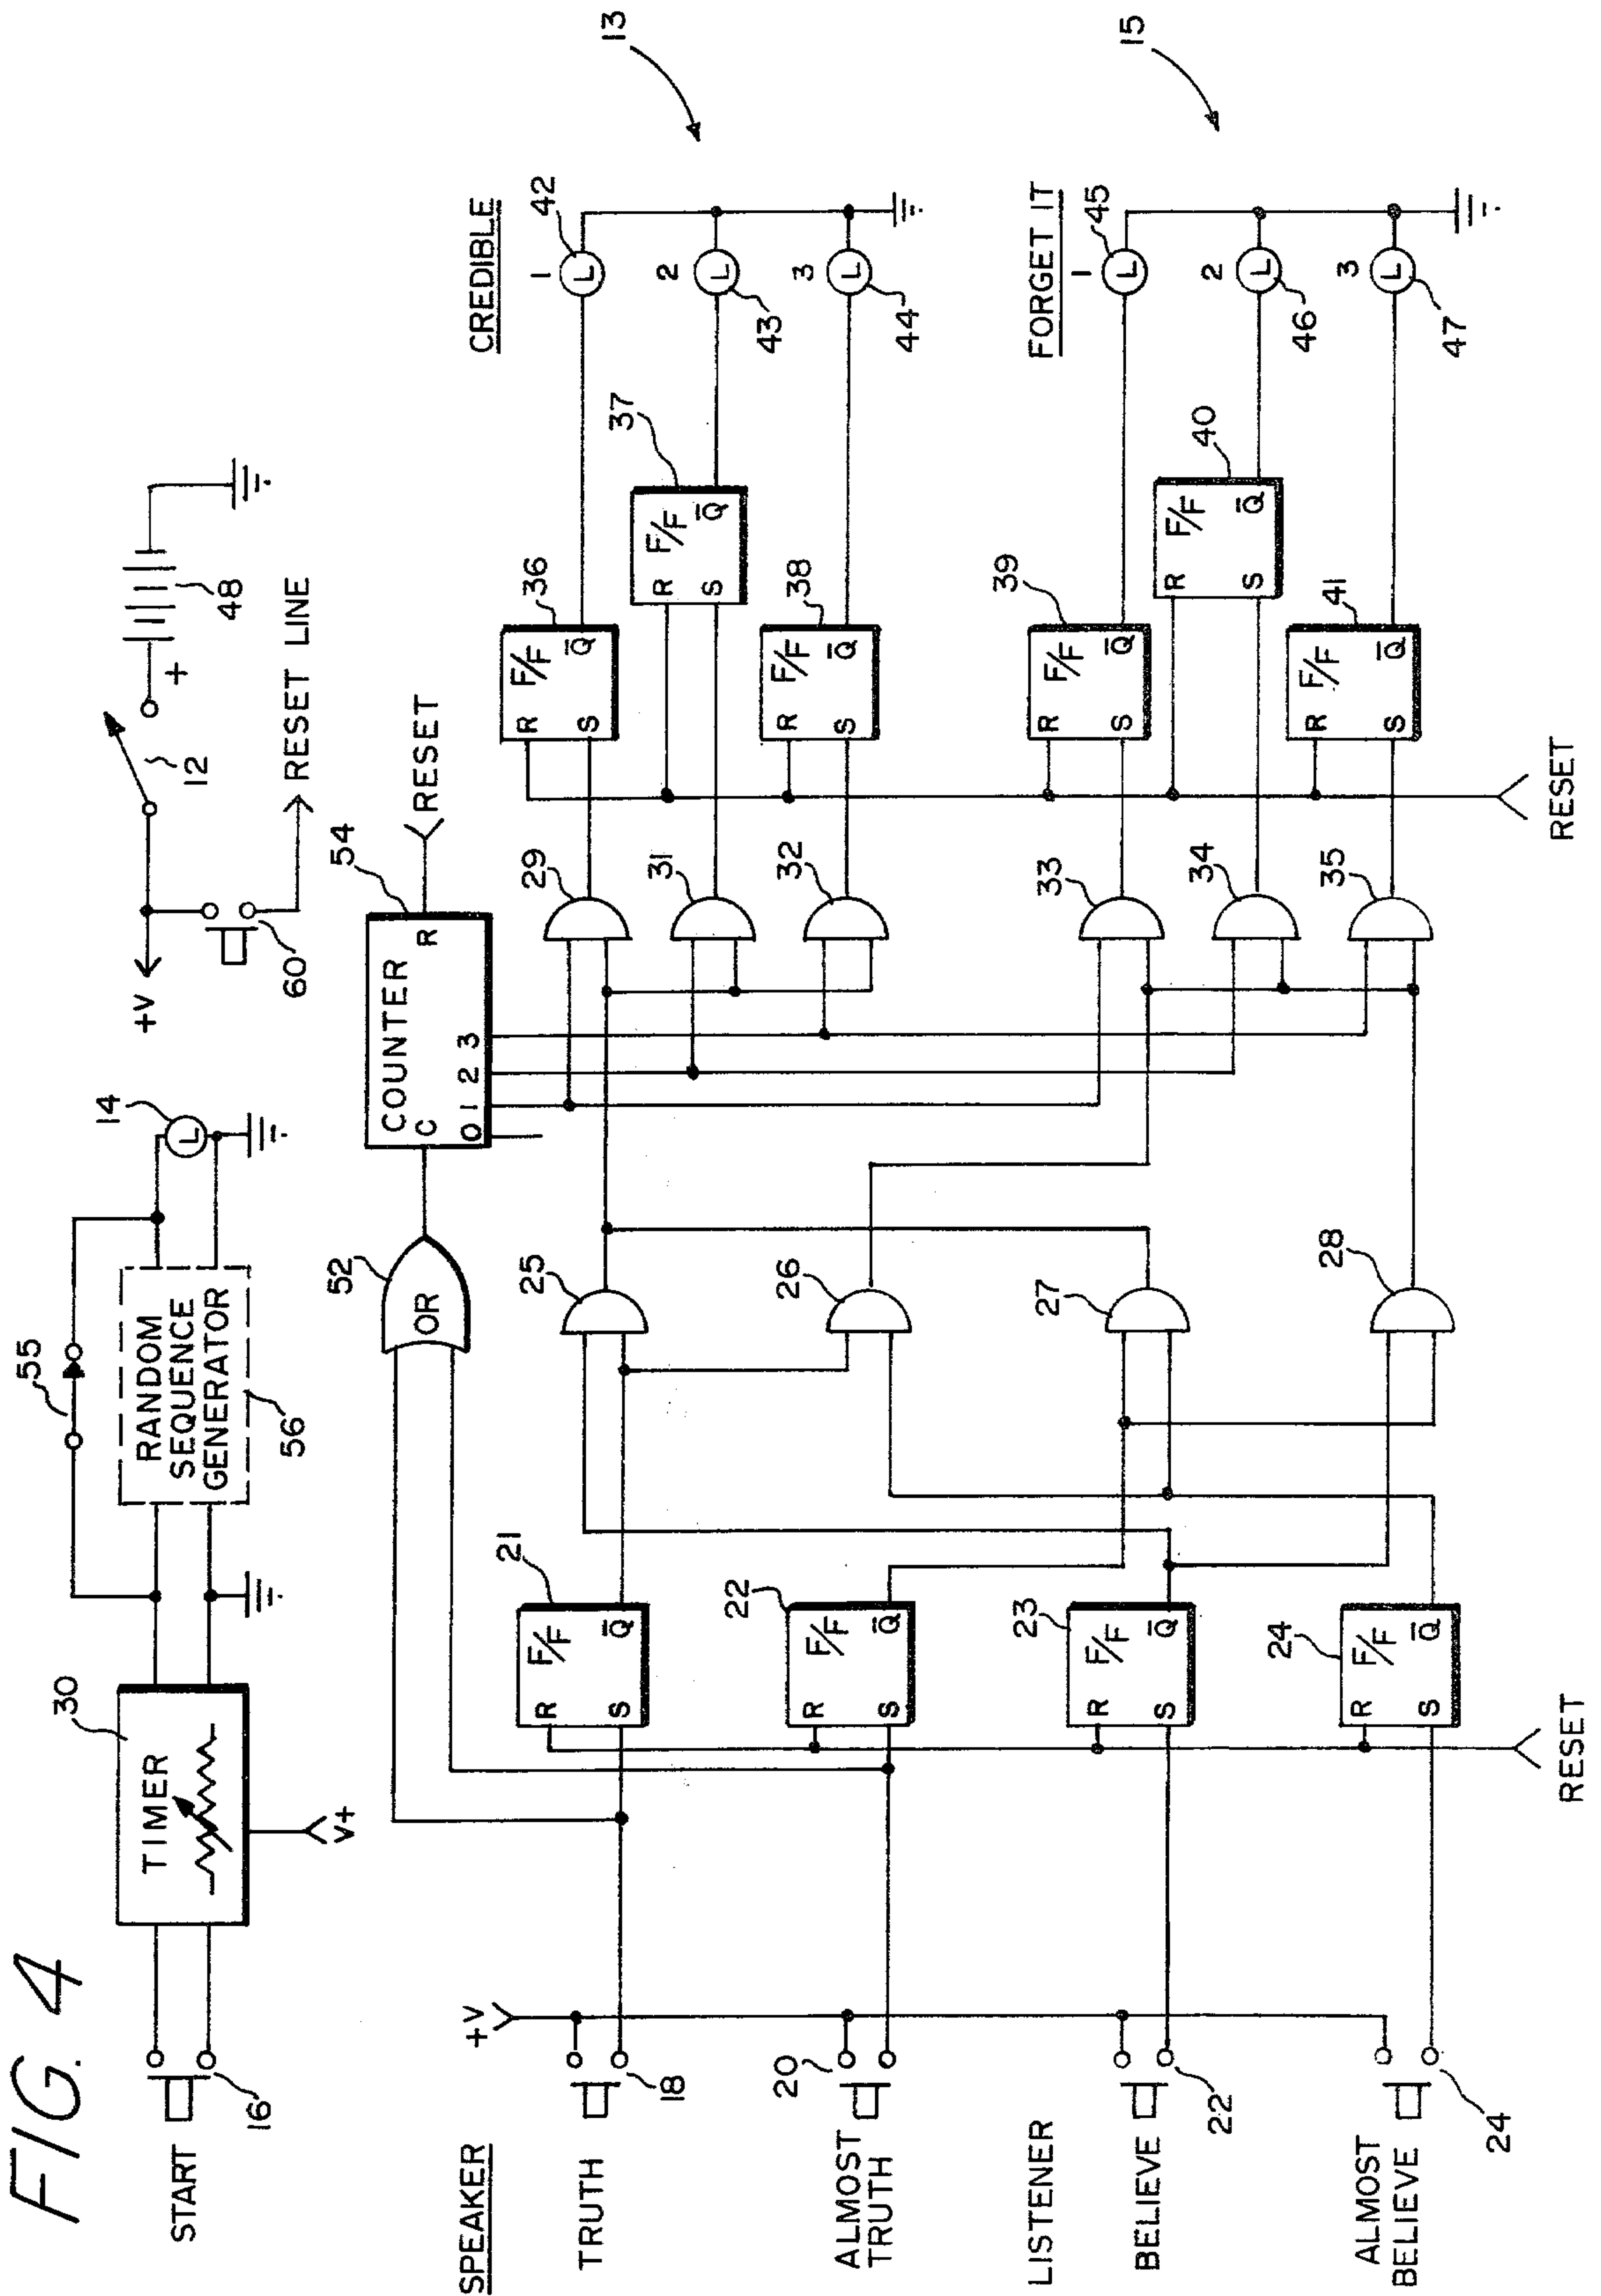 FIG. 4
START
16
TIMER
30
V+
55
RANDOM
SEQUENCE
GENERATOR
56
14
L
+V
60
12
+
48
RESET LINE
52
OR
COUNTER
54
C
R
0 1 2 3
RESET
SPEAKER
TRUTH
18
+V
ALMOST
TRUTH
20
LISTENER
BELIEVE
22
ALMOST
BELIEVE
24
21
F/F
R
S
Q̅
22
F/F
R
S
Q̅
23
F/F
R
S
Q̅
24
F/F
R
S
Q̅
RESET
25
26
27
28
29
31
32
33
34
35
36
F/F
R
S
Q̅
37
F/F
R
S
Q̅
38
F/F
R
S
Q̅
39
F/F
R
S
Q̅
40
F/F
R
S
Q̅
41
F/F
R
S
Q̅
RESET
CREDIBLE
1
L
42
2
L
43
3
L
44
13
FORGET IT
1
L
45
2
L
46
3
L
47
15